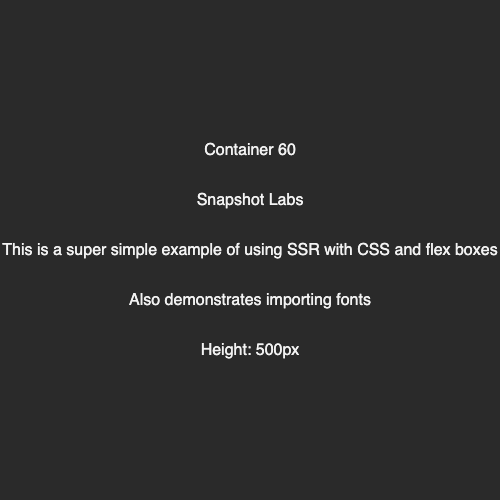 Container 60
Snapshot Labs
This is a super simple example of using SSR with CSS and flex boxes
Also demonstrates importing fonts
Height: 500px